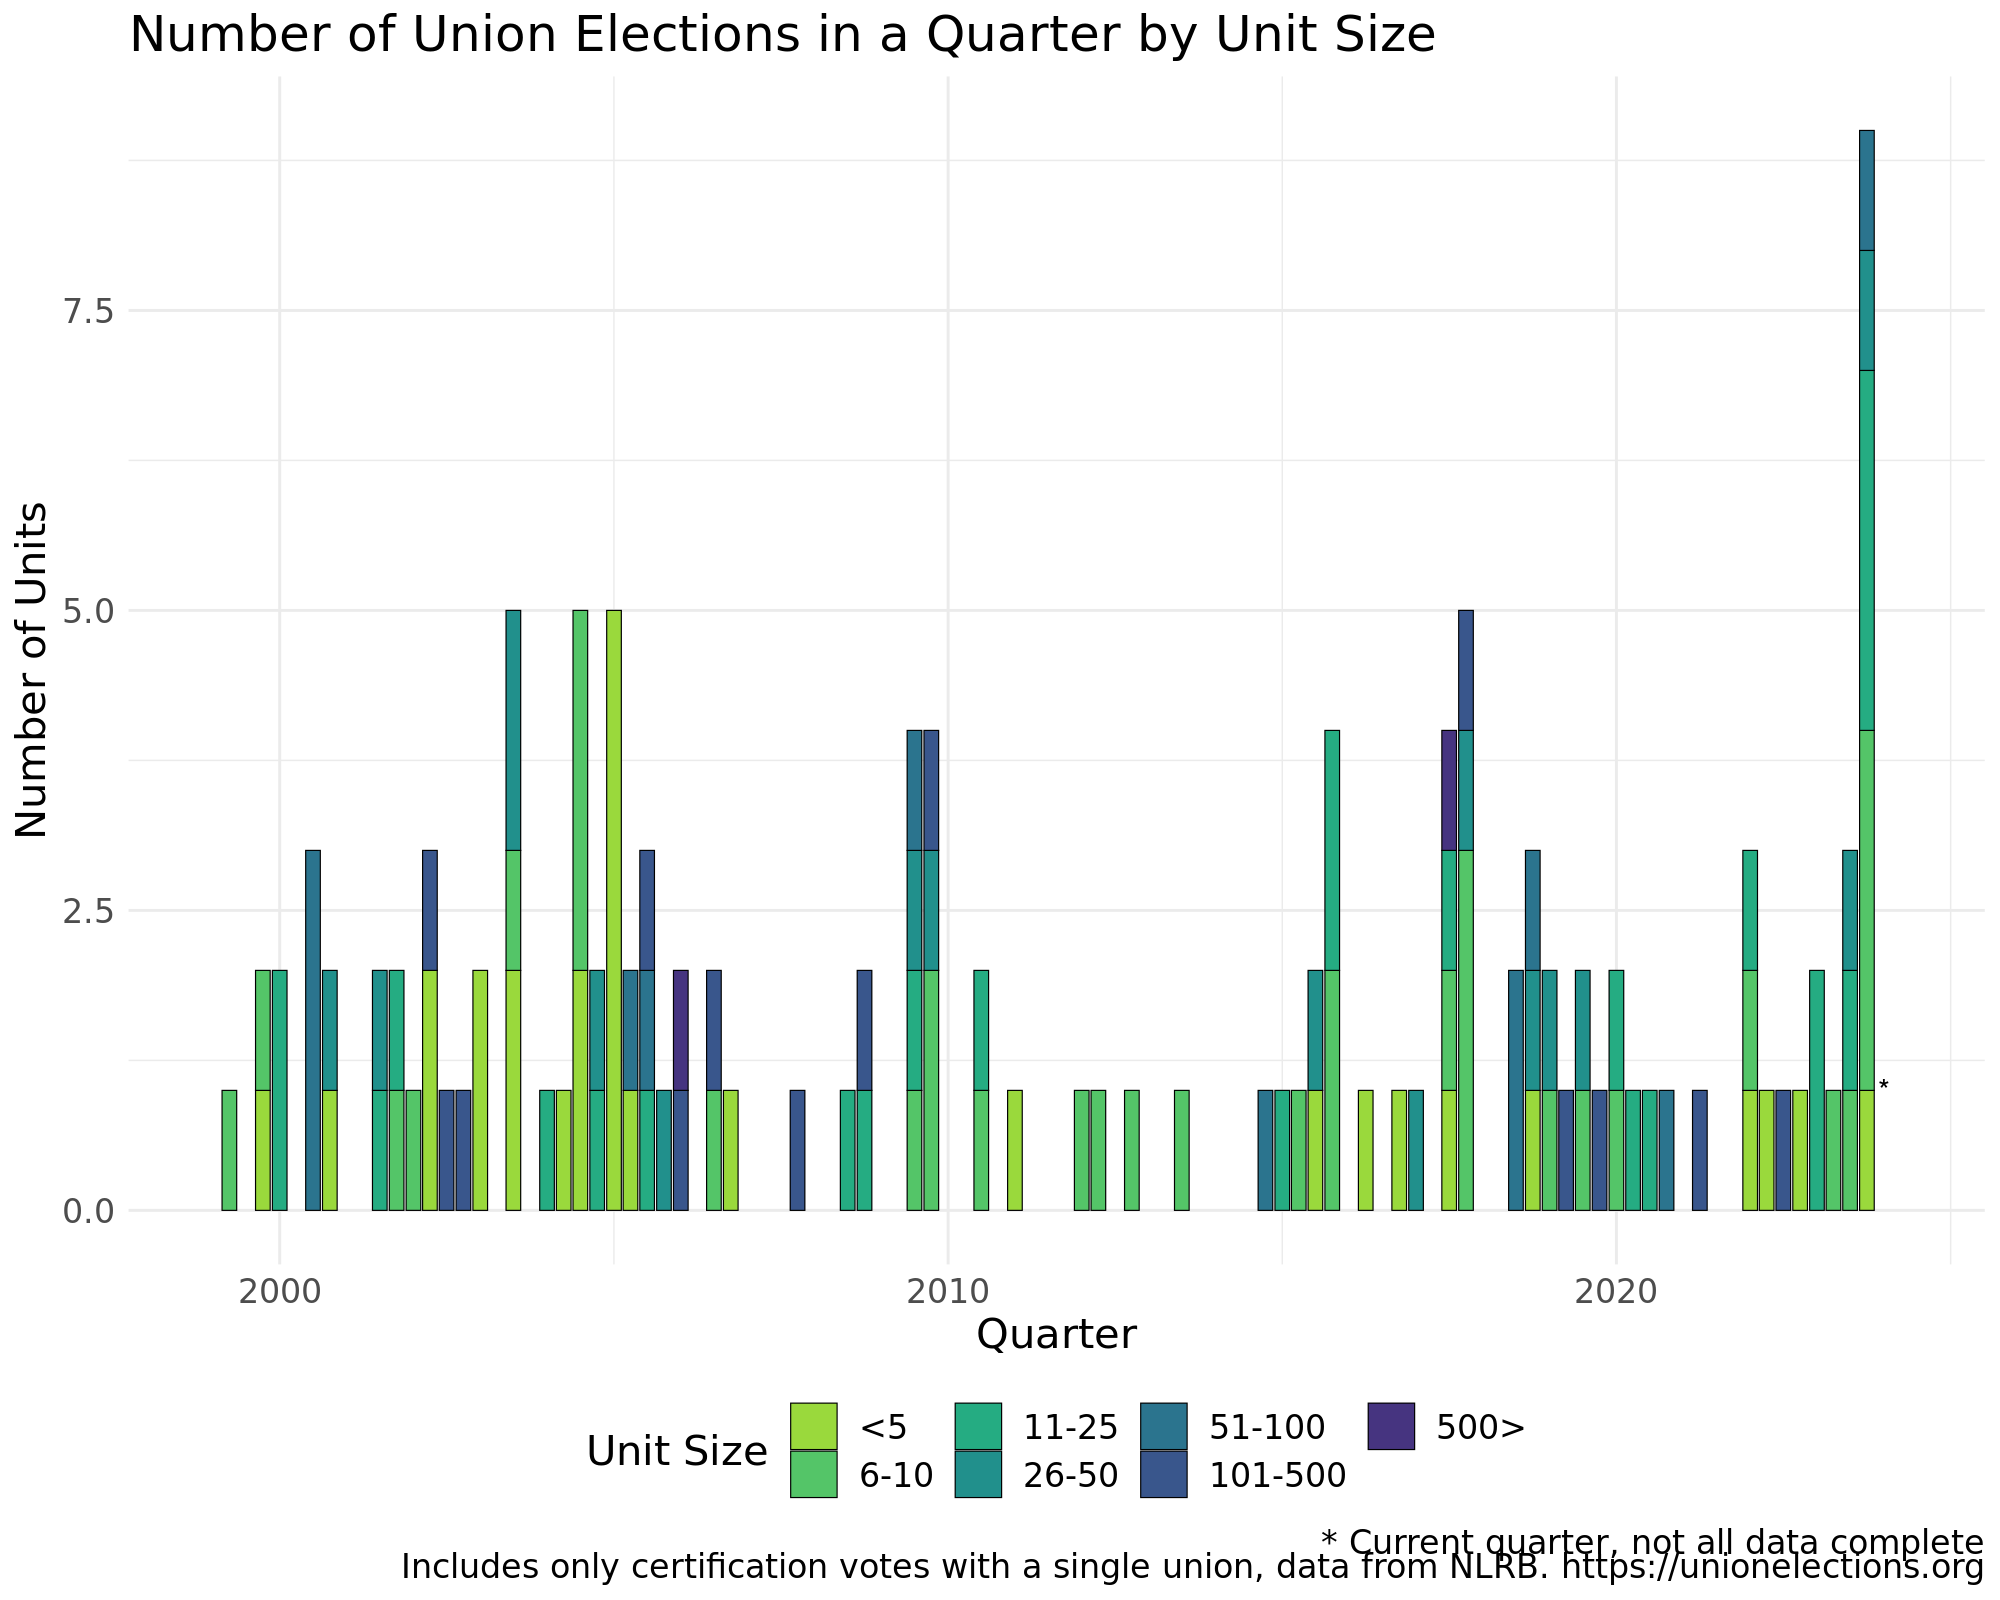 Number of Union Elections in a Quarter by Unit Size
Number of Units
7.5
5.0
2.5
0.0
*
2000 2010 2020
Quarter
Unit Size
<5 11-25 51-100 500>
6-10 26-50 101-500
* Current quarter, not all data complete
Includes only certification votes with a single union, data from NLRB. https://unionelections.org